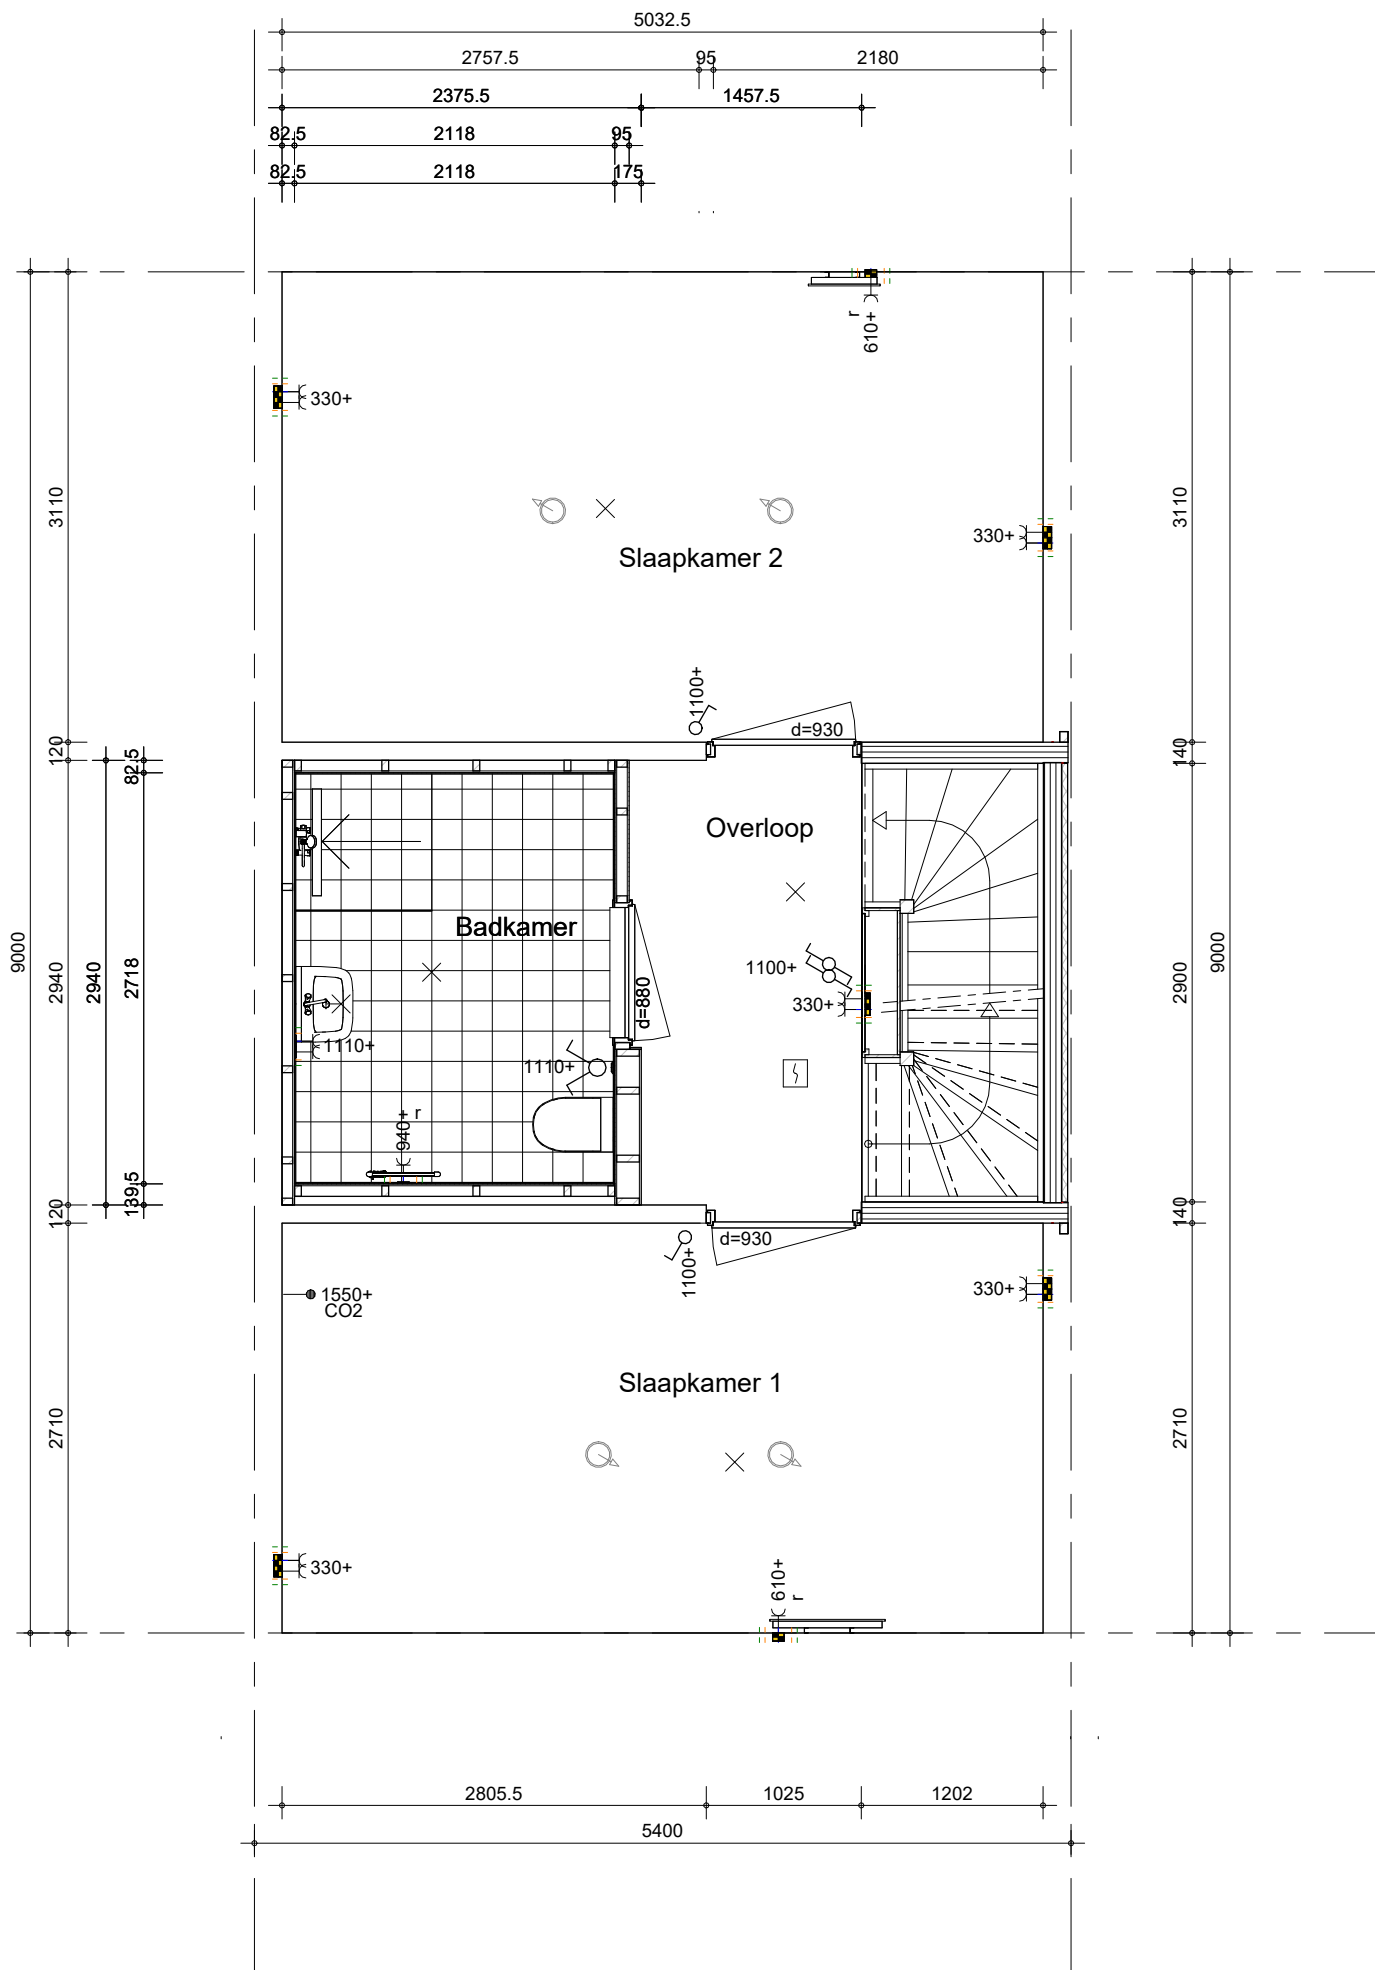 5032.5
2757.5 95 2180
2375.5 1457.5
82.5 2118 95
82.5 2118 175
610+ r
330+
3110
3110
330+
Slaapkamer 2
1100+
d=930
120
82.5
140
Overloop
Badkamer
1100+
330+
d=880
9000
2940
2940
2718
2900
9000
1110+
1110+
940+ r
139.5
120
140
d=930
1100+
1550+
CO2
330+
Slaapkamer 1
2710
2710
330+
610+
r
2805.5 1025 1202
5400